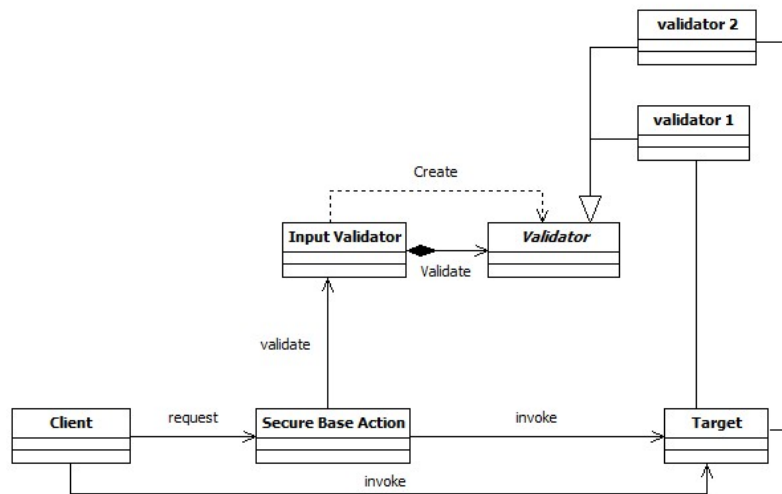 validator 2
validator 1
Create
Input Validator
Validator
Validate
validate
Client
request
Secure Base Action
invoke
Target
invoke